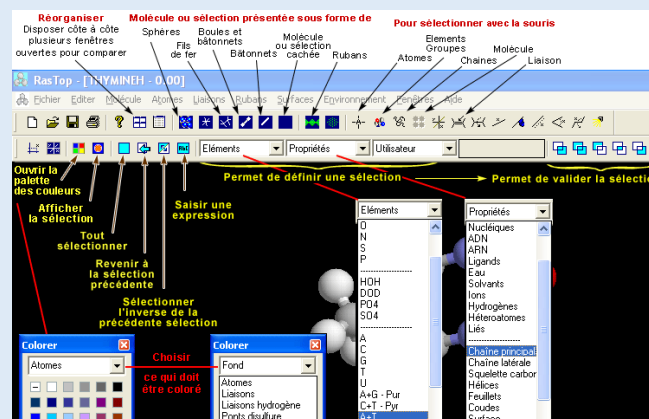 Réorganiser
Disposer côte à côte
plusieurs fenêtres
ouvertes pour comparer
Molécule ou sélection présentée sous forme de
Sphères
Fils
de fer
Boules et
bâtonnets
Bâtonnets
Molécule
ou sélection
cachée
Rubans
Pour sélectionner avec la souris
Atomes
Elements
Groupes
Chaines
Molécule
Liaison
RasTop - [THYMINEH - 0.00]
Fichier Editer Molécule Atomes Liaisons Rubans Surfaces Environnement Fenêtres Aide
Eléments
Propriétés
Utilisateur
Ouvrir la
palette
des couleurs
Afficher
la sélection
Tout
sélectionner
Revenir à
la sélection
précédente
Sélectionner
l'inverse de la
précédente sélection
Saisir une
expression
Permet de définir une sélection
Permet de valider la sélectio
Eléments
O
N
S
P
HOH
DOD
PO4
SO4
A
C
G
T
U
A+G - Pur
C+T - Pyr
A+T
Propriétés
Nucléiques
ADN
ARN
Ligands
Eau
Solvants
Ions
Hydrogènes
Héteroatomes
Liés
Chaîne principal
Chaîne latérale
Squelette carbor
Hélices
Feuillets
Coudes
Surface
Colorer
Atomes
Choisir
ce qui doit
être coloré
Colorer
Fond
Atomes
Liaisons
Liaisons hydrogène
Ponts disulfure